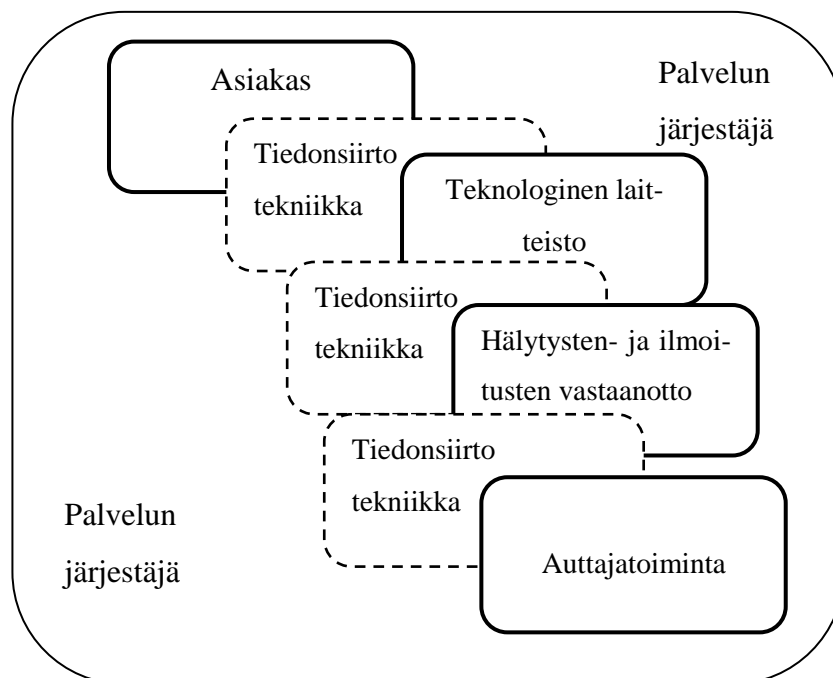 Asiakas
Palvelun
järjestäjä
Tiedonsiirto
tekniikka
Teknologinen lait-
teisto
Tiedonsiirto
tekniikka
Hälytysten- ja ilmoi-
tusten vastaanotto
Tiedonsiirto
tekniikka
Palvelun
järjestäjä
Auttajatoiminta